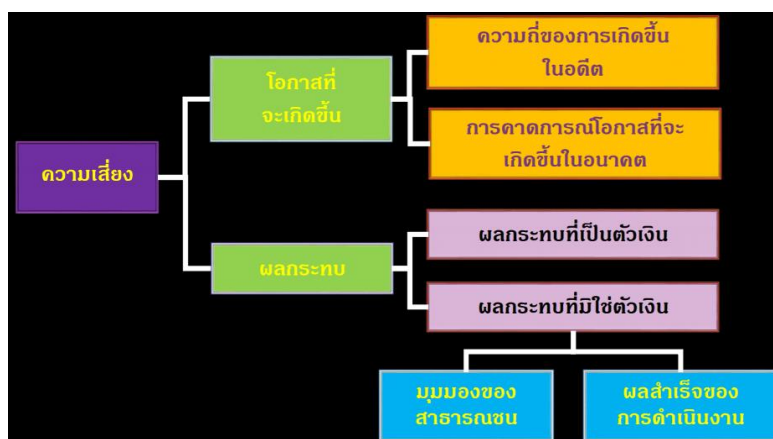 ความเสี่ยง
โอกาสที่
จะเกิดขึ้น
ความถี่ของการเกิดขึ้น
ในอดีต
การคาดการณ์โอกาสที่จะ
เกิดขึ้นในอนาคต
ผลกระทบ
ผลกระทบที่เป็นตัวเงิน
ผลกระทบที่มิใช่ตัวเงิน
มุมมองของ
สาธารณชน
ผลสำเร็จของ
การดำเนินงาน